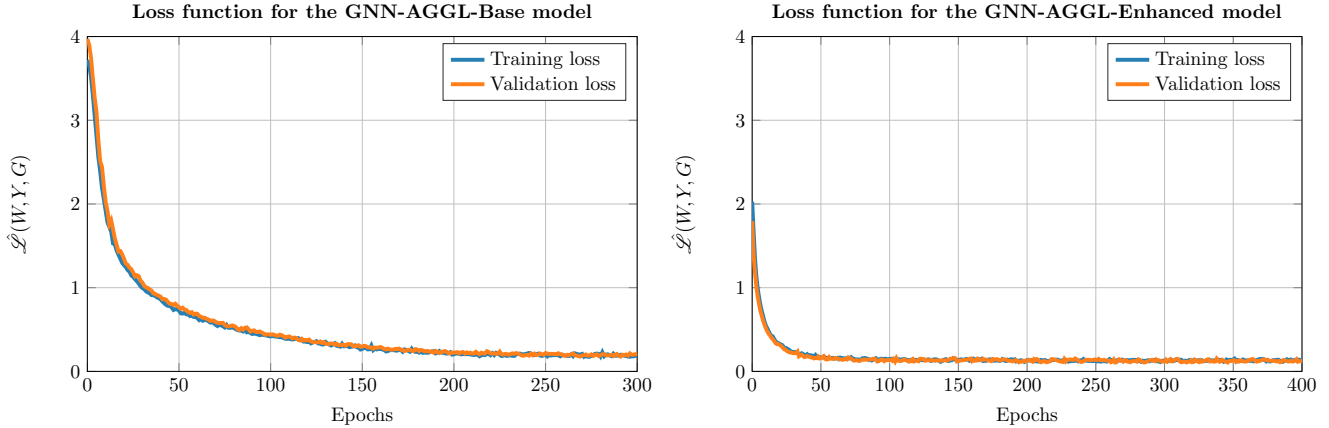 Loss function for the GNN-AGGL-Base model
4
3
2
1
0
0 50 100 150 200 250 300
Epochs
ℒ̂(W, Y, G)
Training loss
Validation loss
Loss function for the GNN-AGGL-Enhanced model
4
3
2
1
0
0 50 100 150 200 250 300 350 400
Epochs
ℒ̂(W, Y, G)
Training loss
Validation loss